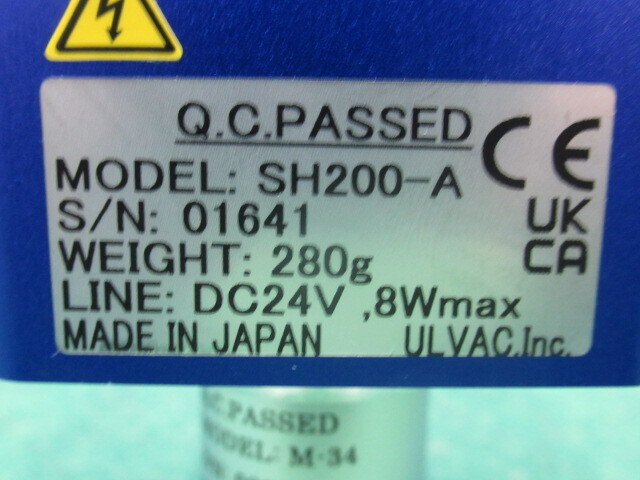 Q.C.PASSED
CE
MODEL: SH200-A
S/N: 01641
UK
CA
WEIGHT: 280g
LINE: DC24V ,8Wmax
MADE IN JAPAN ULVAC,Inc.
Q.C.PASSED
MODEL: M-34